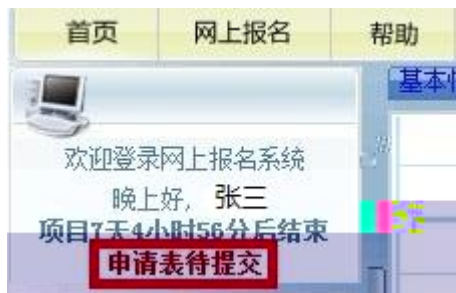 首页 网上报名 帮助
基本
欢迎登录网上报名系统
晚上好, 张三
项目7天4小时56分后结束
申请表待提交